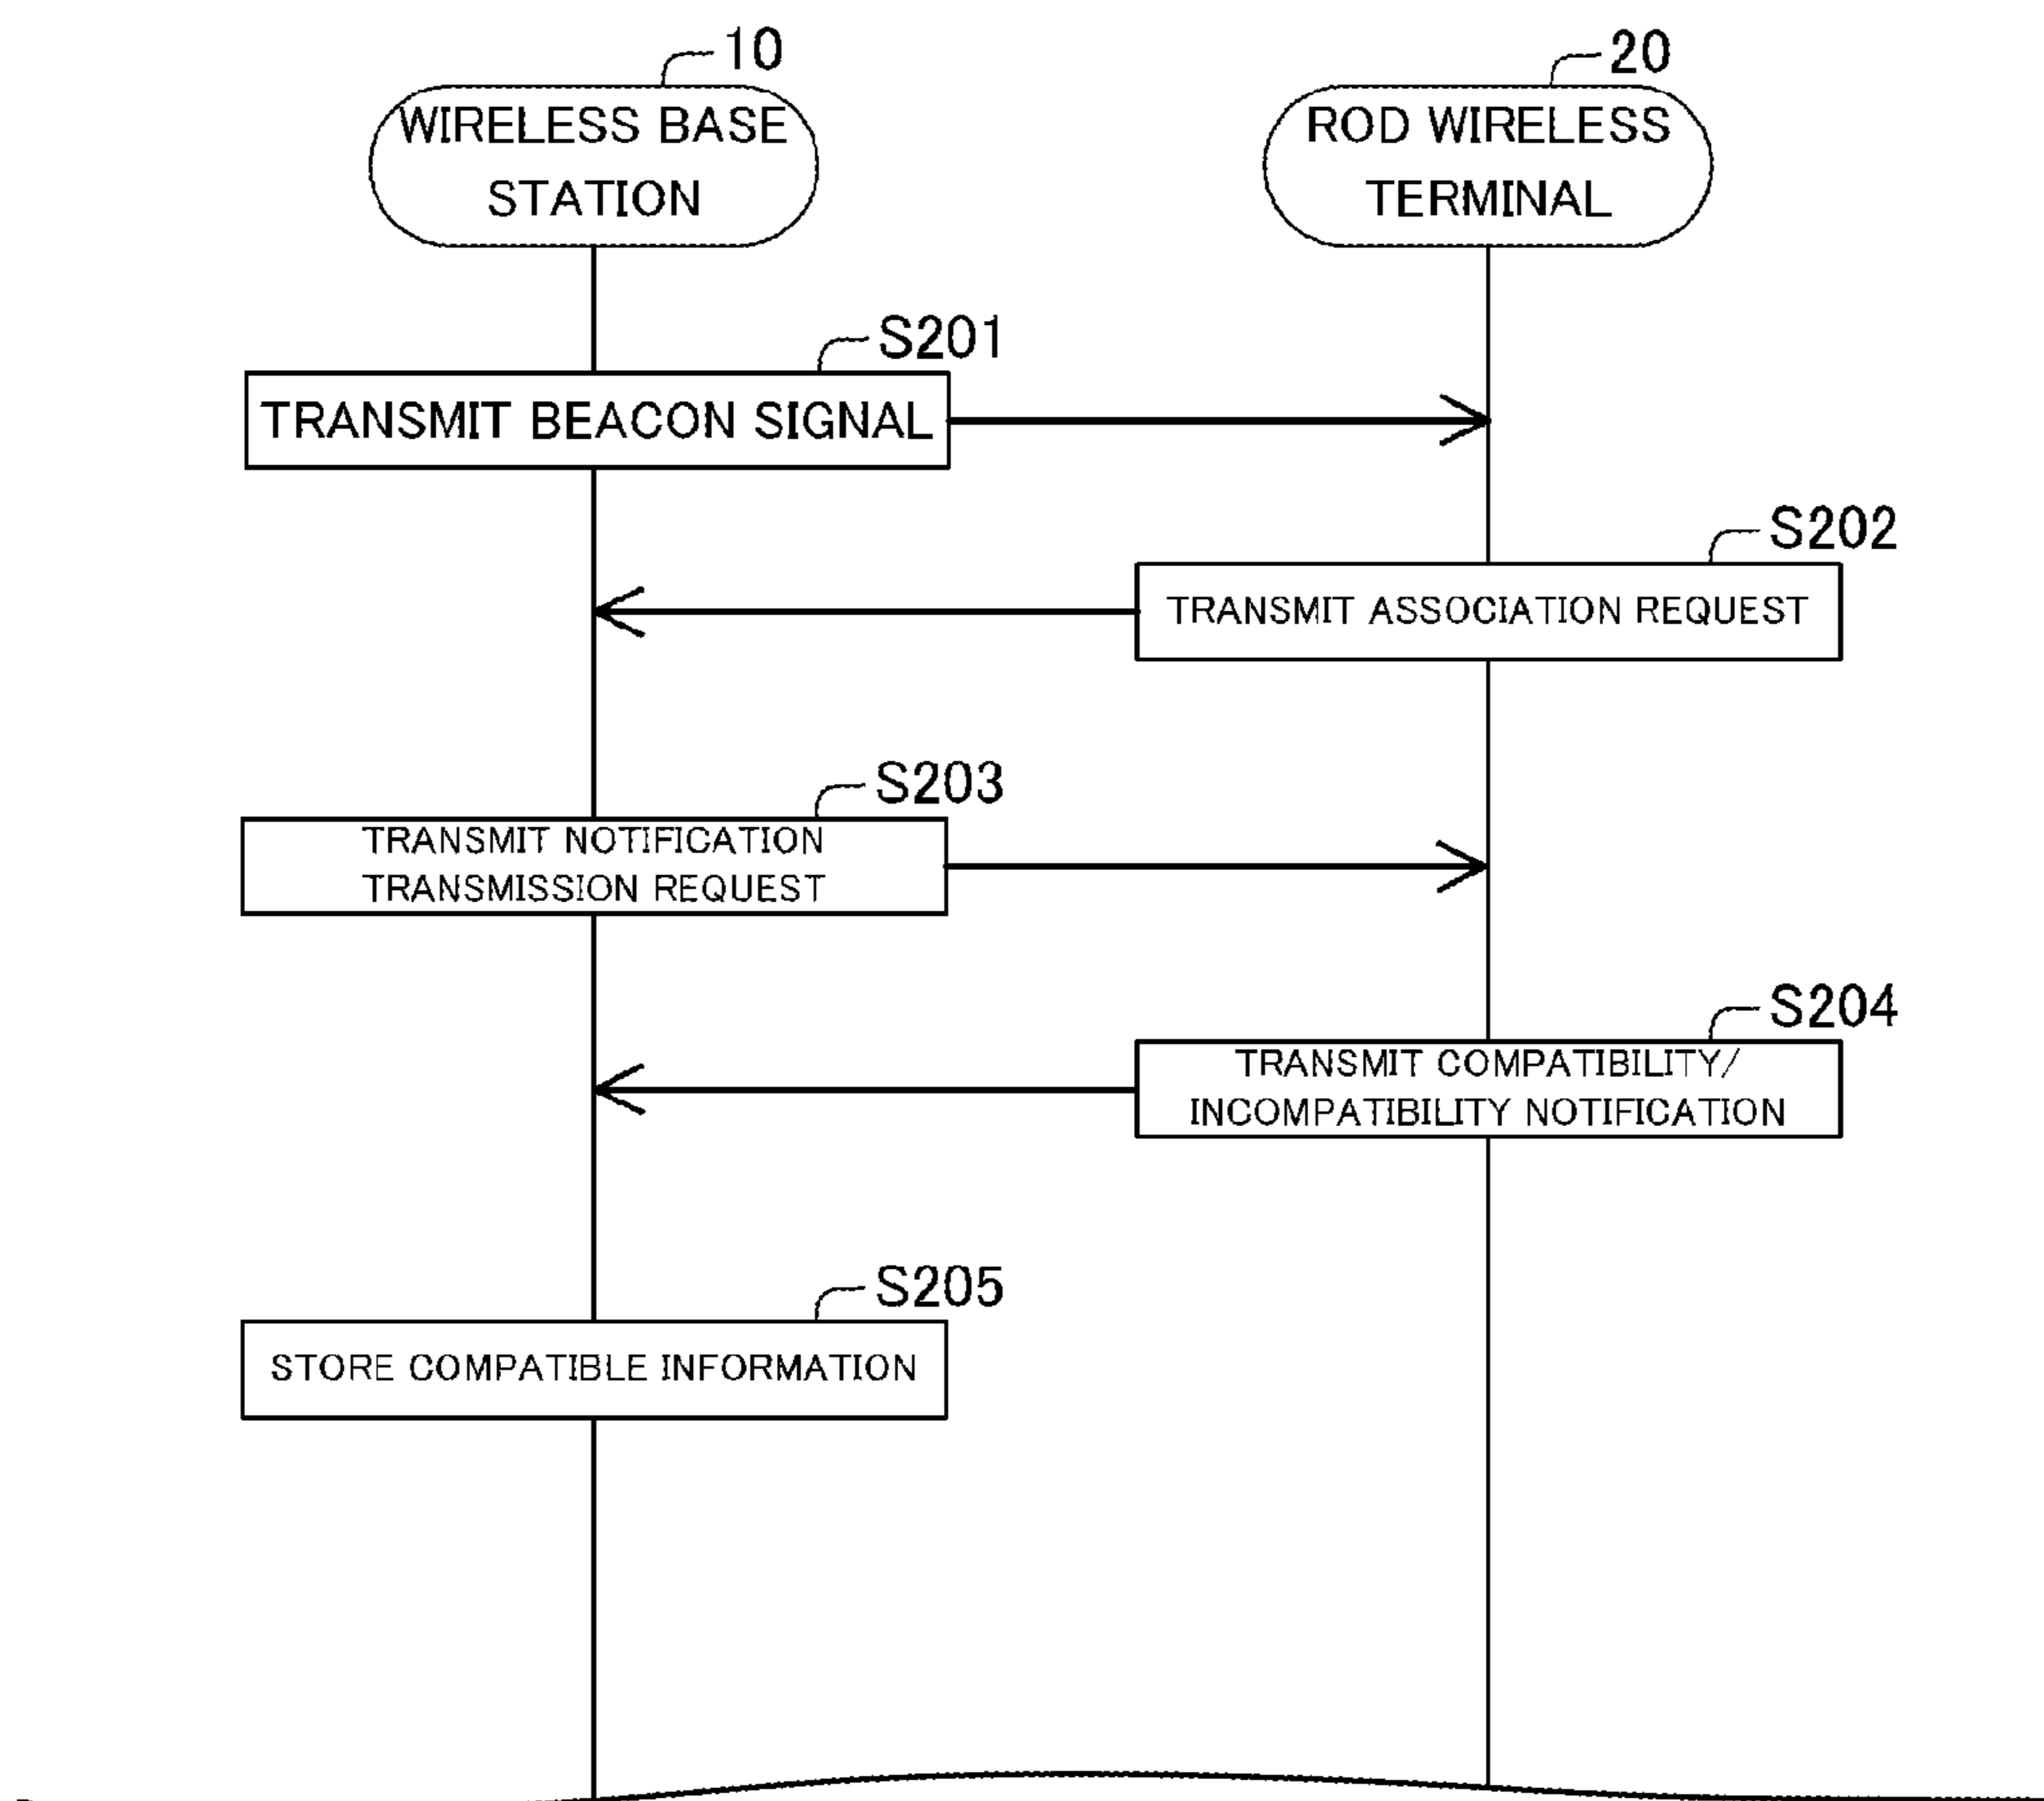 10
WIRELESS BASE
STATION
20
ROD WIRELESS
TERMINAL
S201
TRANSMIT BEACON SIGNAL
S202
TRANSMIT ASSOCIATION REQUEST
S203
TRANSMIT NOTIFICATION
TRANSMISSION REQUEST
S204
TRANSMIT COMPATIBILITY/
INCOMPATIBILITY NOTIFICATION
S205
STORE COMPATIBLE INFORMATION